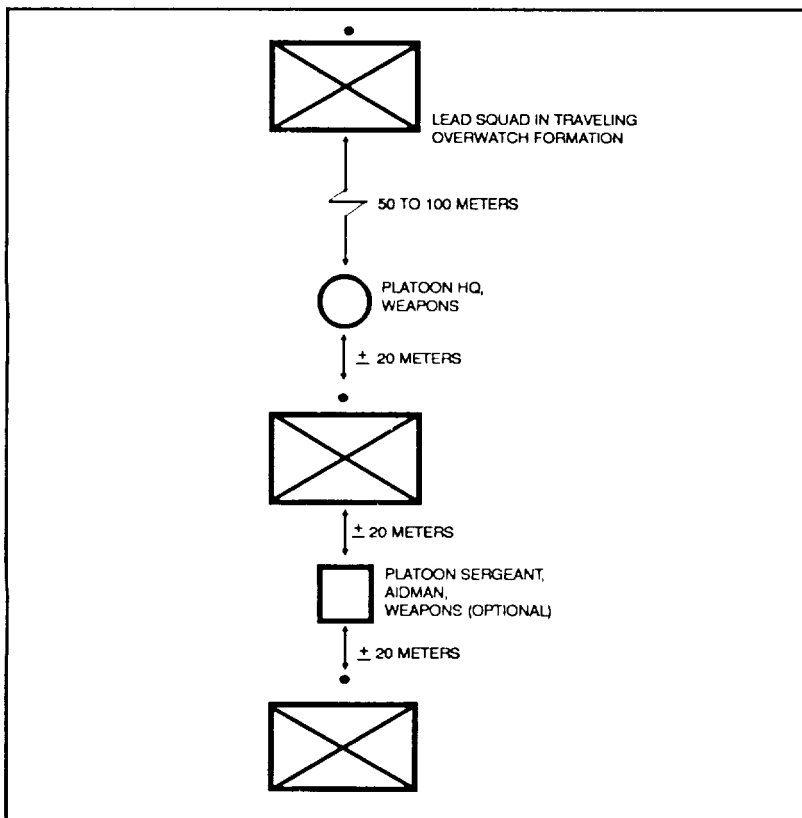 LEAD SQUAD IN TRAVELING
OVERWATCH FORMATION
50 TO 100 METERS
PLATOON HQ,
WEAPONS
± 20 METERS
± 20 METERS
PLATOON SERGEANT,
AIDMAN,
WEAPONS (OPTIONAL)
± 20 METERS